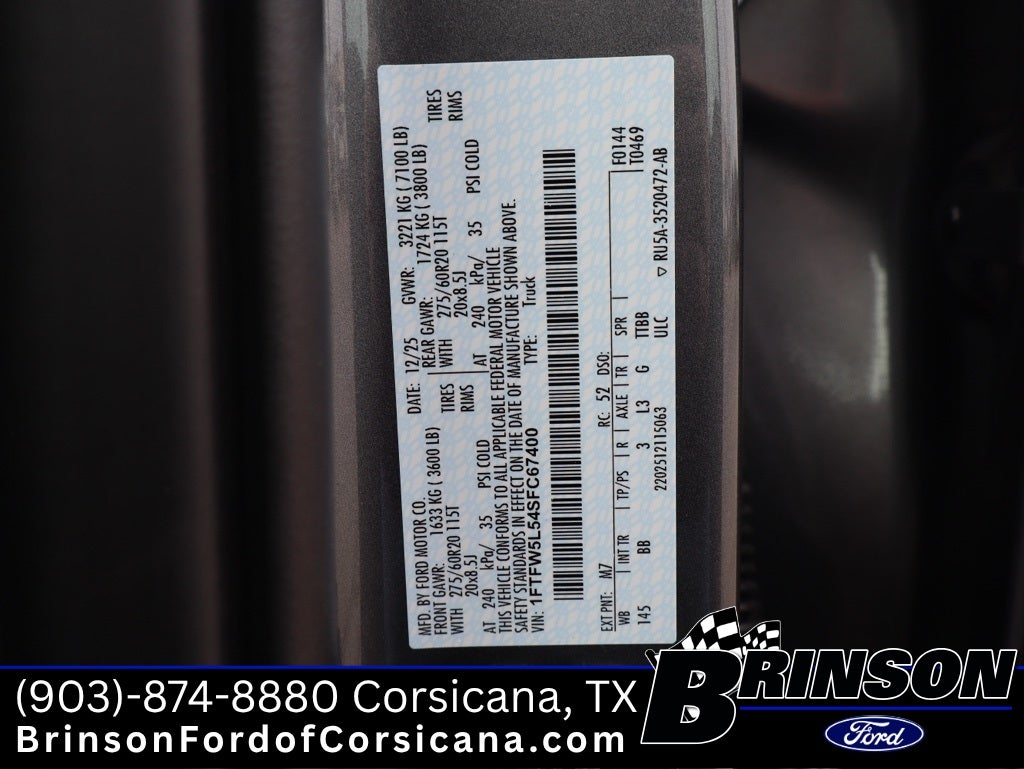 MFD. BY FORD MOTOR CO. DATE: 12/25 GVWR: 3221 KG ( 7100 LB)
FRONT GAWR: 1633 KG ( 3600 LB) REAR GAWR: 1724 KG ( 3800 LB)
WITH 275/60R20 115T TIRES WITH 275/60R20 115T TIRES
20x8.5J RIMS 20x8.5J RIMS
AT 240 kPa/ 35 PSI COLD AT 240 kPa/ 35 PSI COLD
THIS VEHICLE CONFORMS TO ALL APPLICABLE FEDERAL MOTOR VEHICLE
SAFETY STANDARDS IN EFFECT ON THE DATE OF MANUFACTURE SHOWN ABOVE.
VIN: 1FTFW5L54SFC67400 TYPE: Truck
EXT PNT: M7 RC: 52 DSO: F0144
WB | INT TR | TP/PS | R | AXLE | TR | SPR | T0469
145 BB 3 L3 G TTBB
2202512115063 ULC ▽ RU5A-3520472-AB
(903)-874-8880 Corsicana, TX
BrinsonFordofCorsicana.com
BRINSON
Ford